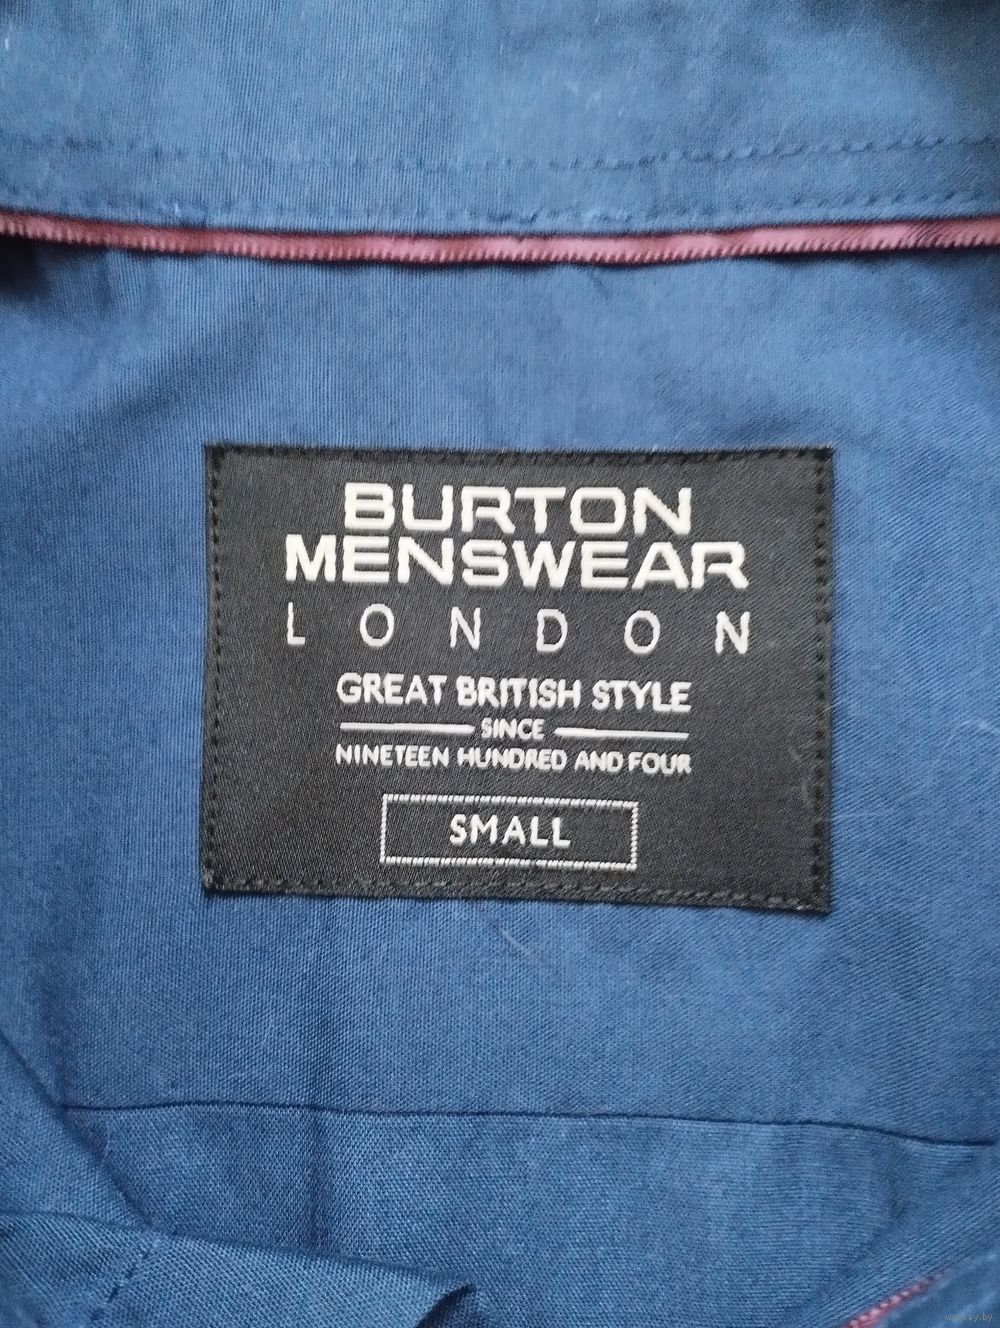 BURTON
MENSWEAR
LONDON
GREAT BRITISH STYLE
SINCE
NINETEEN HUNDRED AND FOUR
SMALL